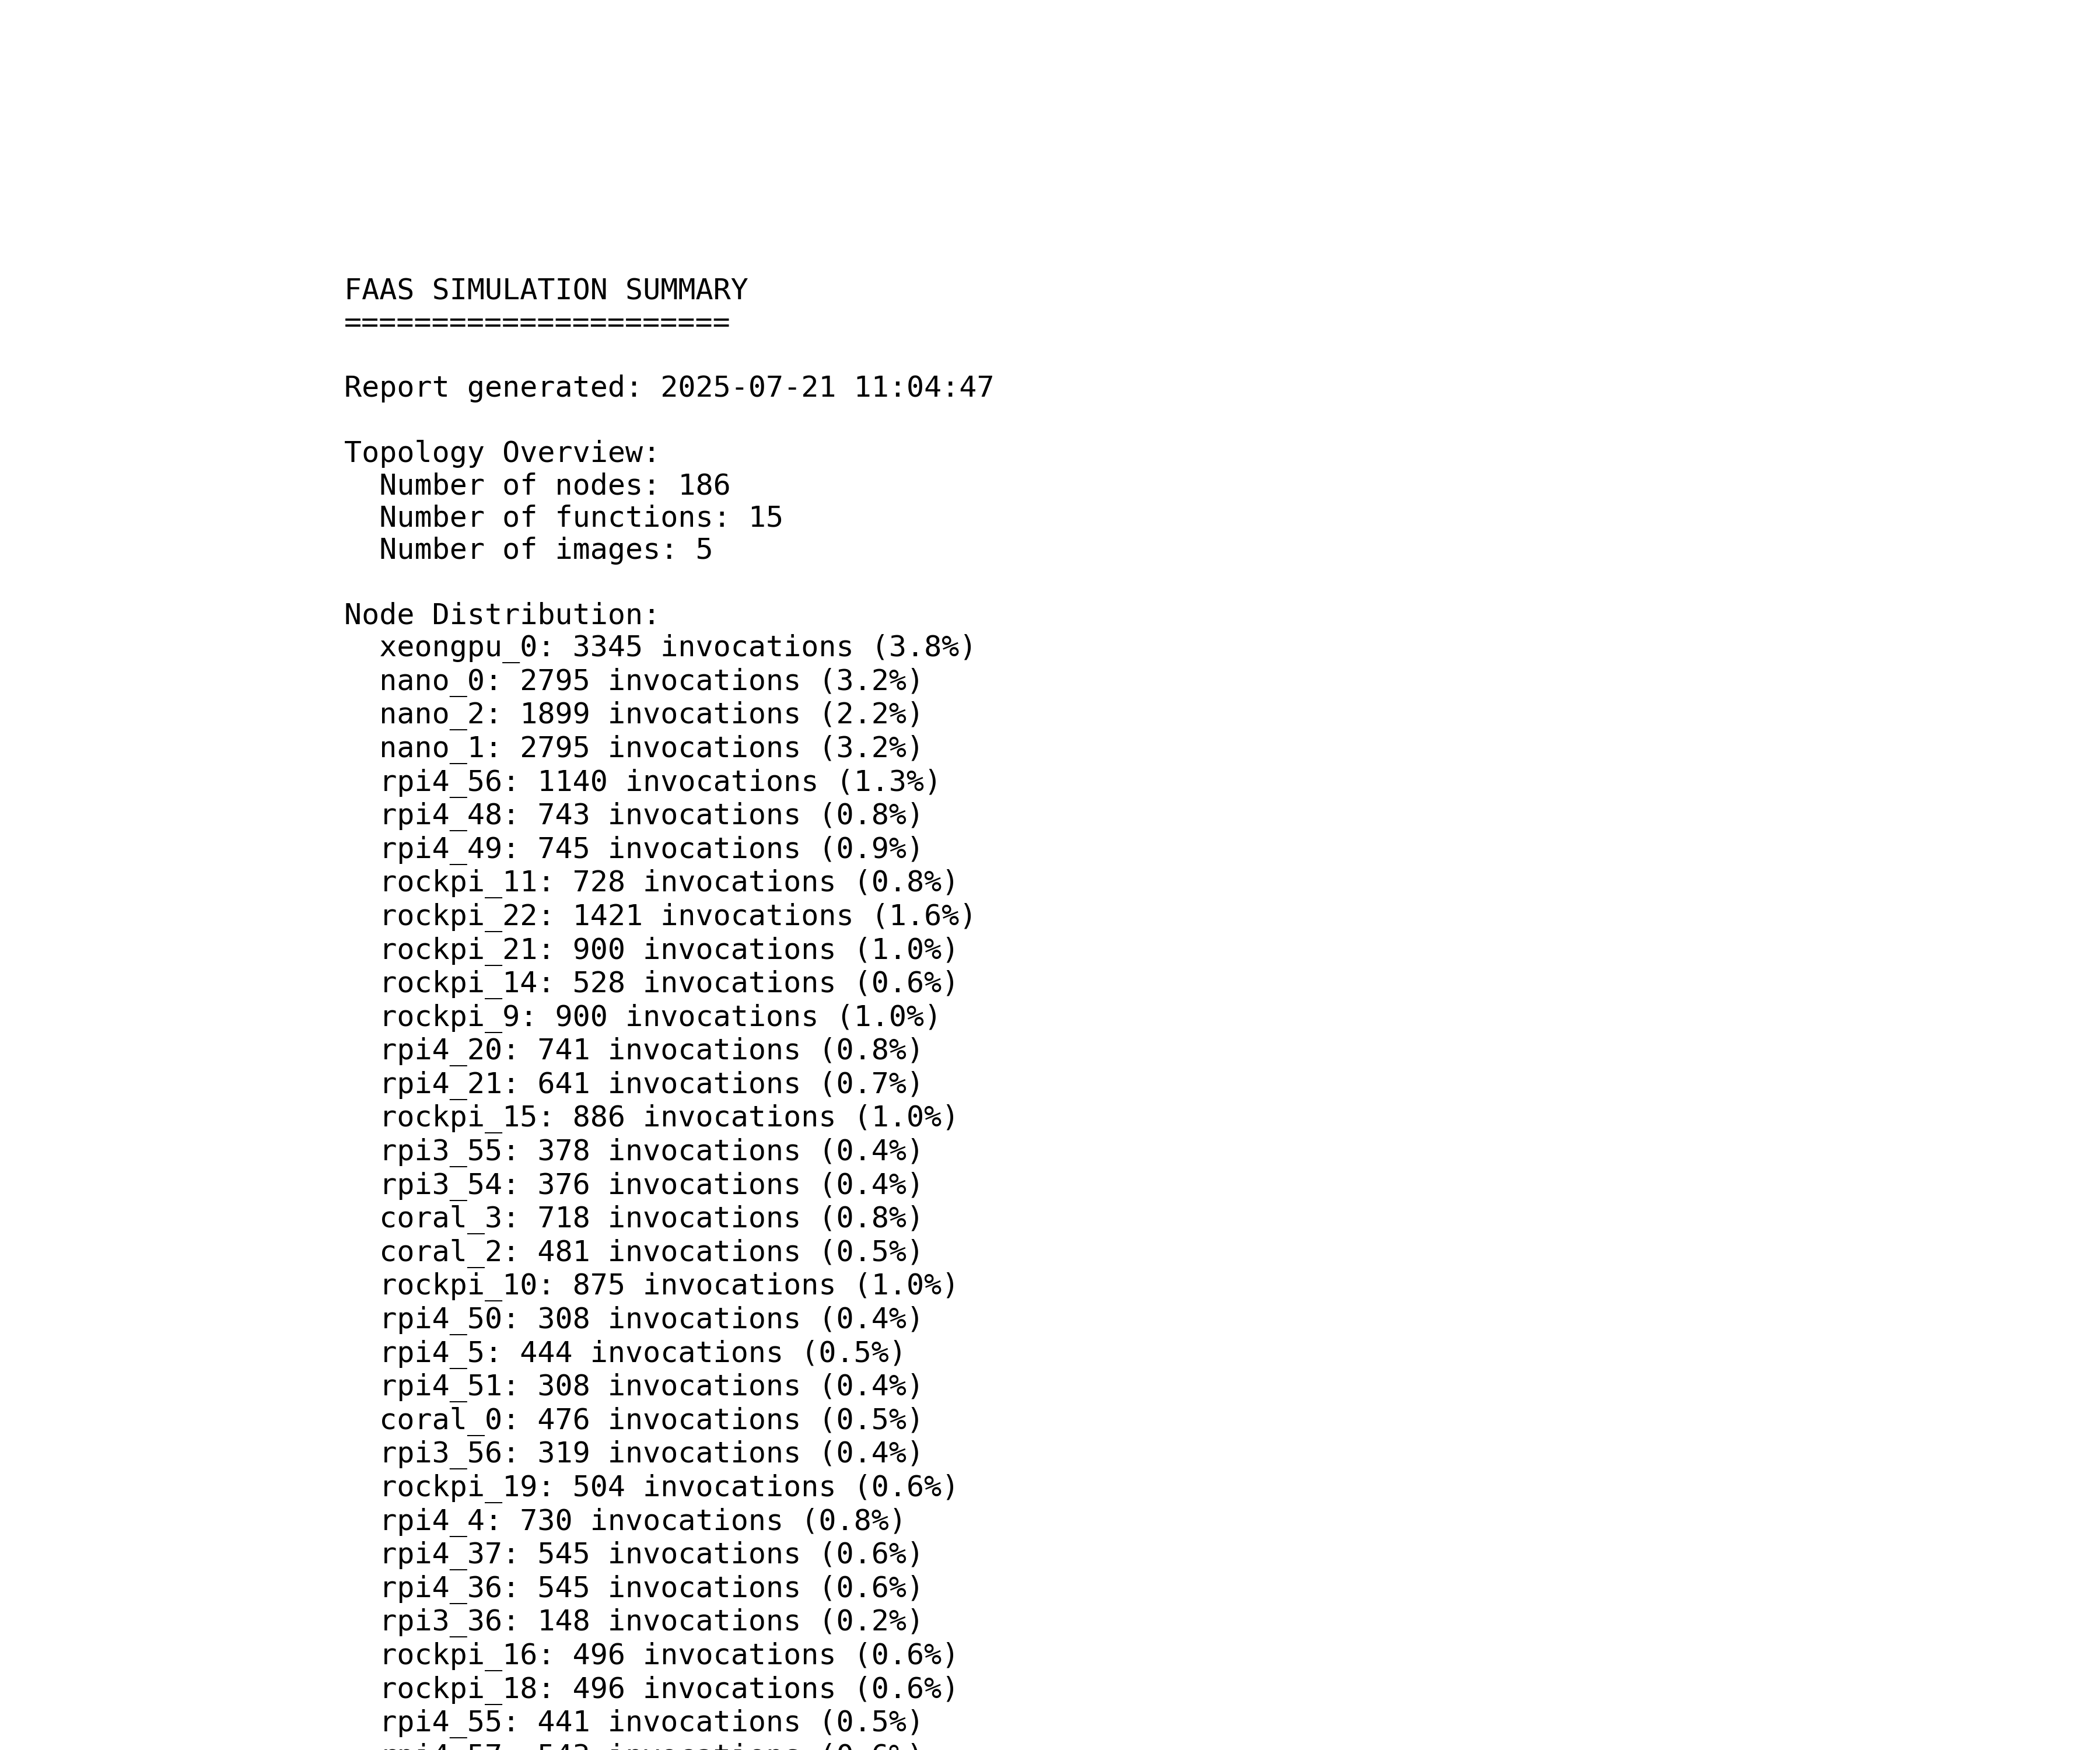 FAAS SIMULATION SUMMARY
======================
Report generated: 2025-07-21 11:04:47
Topology Overview:
Number of nodes: 186
Number of functions: 15
Number of images: 5
Node Distribution:
xeongpu_0: 3345 invocations (3.8%)
nano_0: 2795 invocations (3.2%)
nano_2: 1899 invocations (2.2%)
nano_1: 2795 invocations (3.2%)
rpi4_56: 1140 invocations (1.3%)
rpi4_48: 743 invocations (0.8%)
rpi4_49: 745 invocations (0.9%)
rockpi_11: 728 invocations (0.8%)
rockpi_22: 1421 invocations (1.6%)
rockpi_21: 900 invocations (1.0%)
rockpi_14: 528 invocations (0.6%)
rockpi_9: 900 invocations (1.0%)
rpi4_20: 741 invocations (0.8%)
rpi4_21: 641 invocations (0.7%)
rockpi_15: 886 invocations (1.0%)
rpi3_55: 378 invocations (0.4%)
rpi3_54: 376 invocations (0.4%)
coral_3: 718 invocations (0.8%)
coral_2: 481 invocations (0.5%)
rockpi_10: 875 invocations (1.0%)
rpi4_50: 308 invocations (0.4%)
rpi4_5: 444 invocations (0.5%)
rpi4_51: 308 invocations (0.4%)
coral_0: 476 invocations (0.5%)
rpi3_56: 319 invocations (0.4%)
rockpi_19: 504 invocations (0.6%)
rpi4_4: 730 invocations (0.8%)
rpi4_37: 545 invocations (0.6%)
rpi4_36: 545 invocations (0.6%)
rpi3_36: 148 invocations (0.2%)
rockpi_16: 496 invocations (0.6%)
rockpi_18: 496 invocations (0.6%)
rpi4_55: 441 invocations (0.5%)